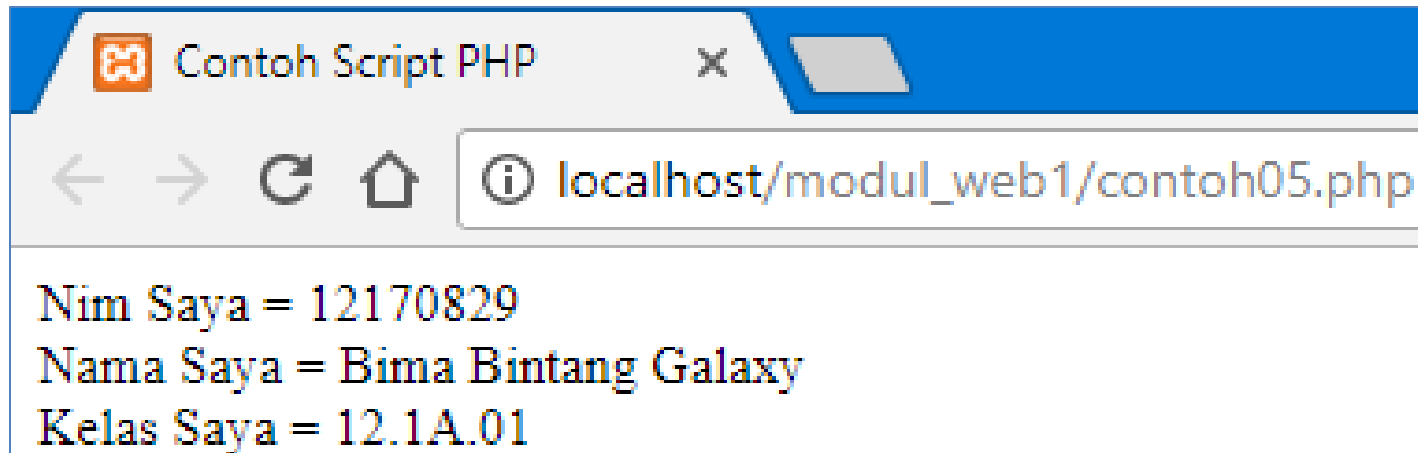 Contoh Script PHP
localhost/modul_web1/contoh05.php
Nim Saya = 12170829
Nama Saya = Bima Bintang Galaxy
Kelas Saya = 12.1A.01